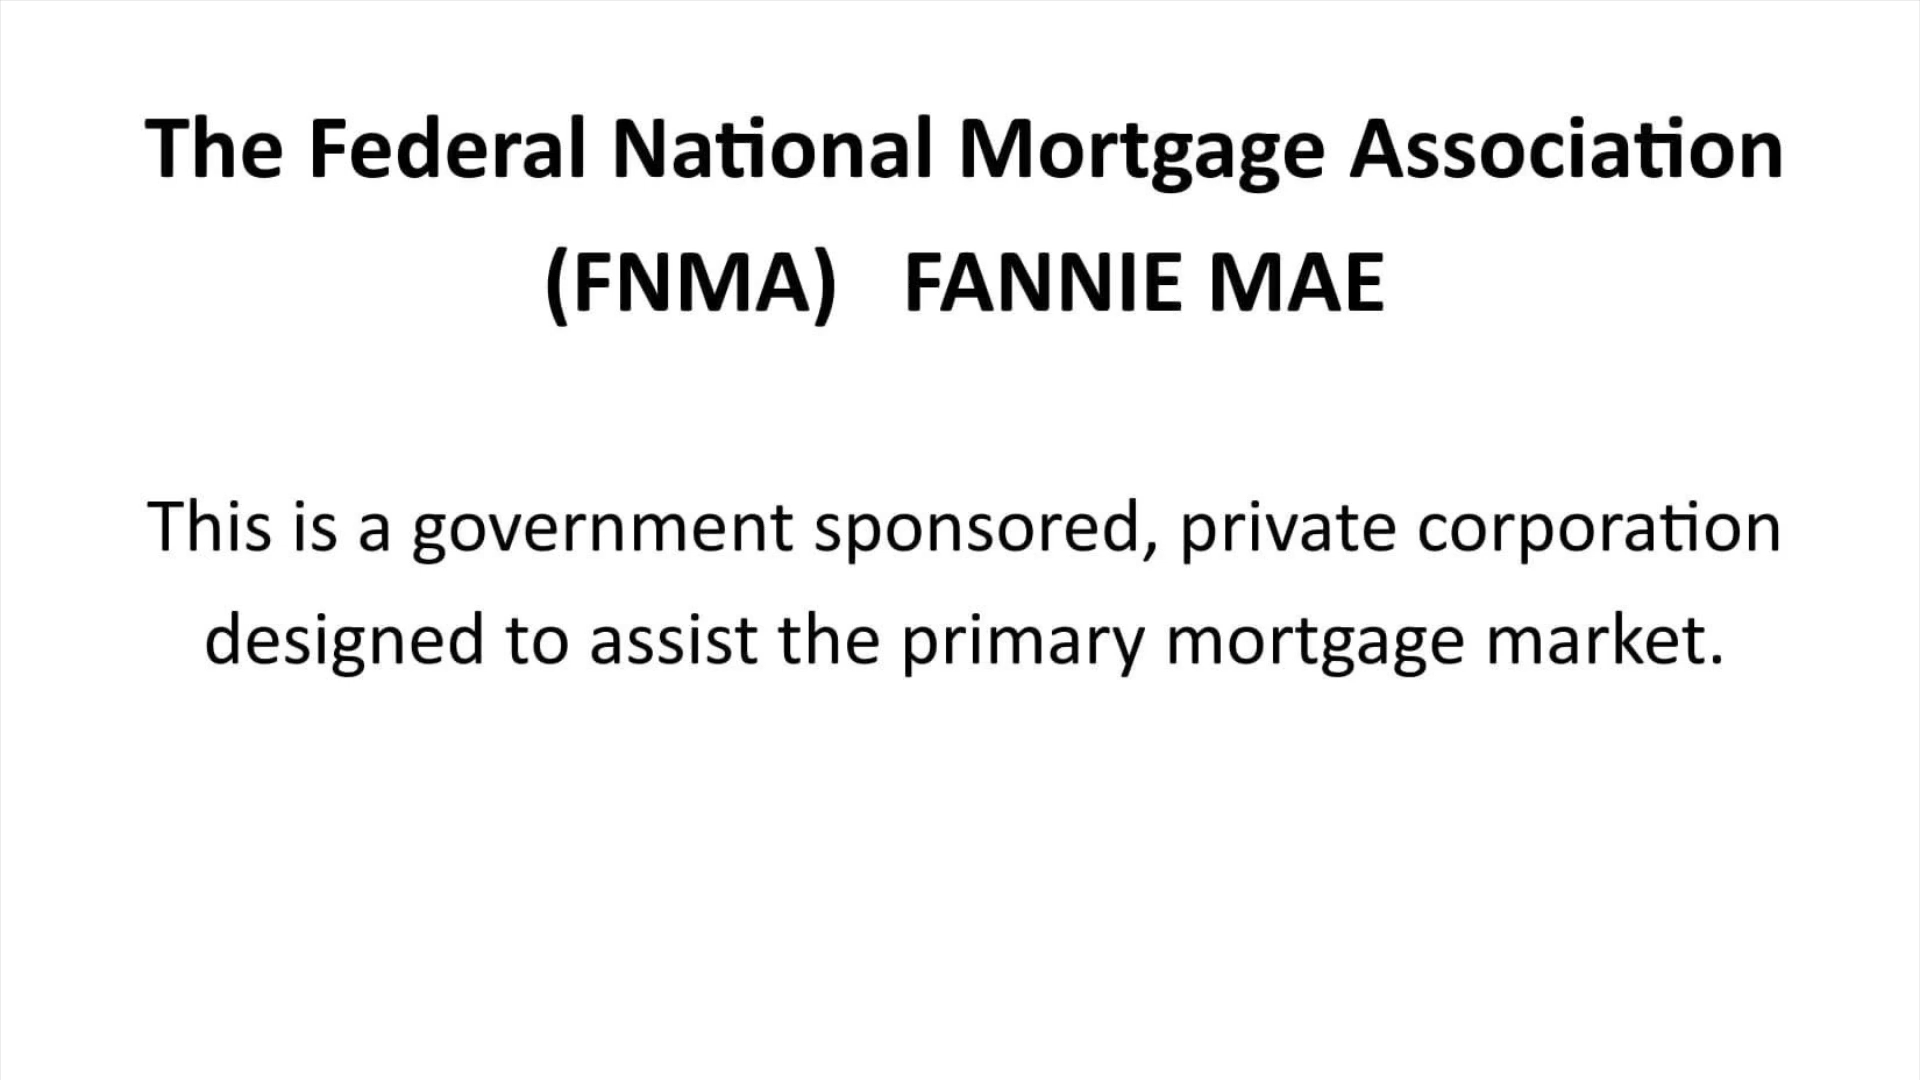 The Federal National Mortgage Association
(FNMA) FANNIE MAE
This is a government sponsored, private corporation
designed to assist the primary mortgage market.